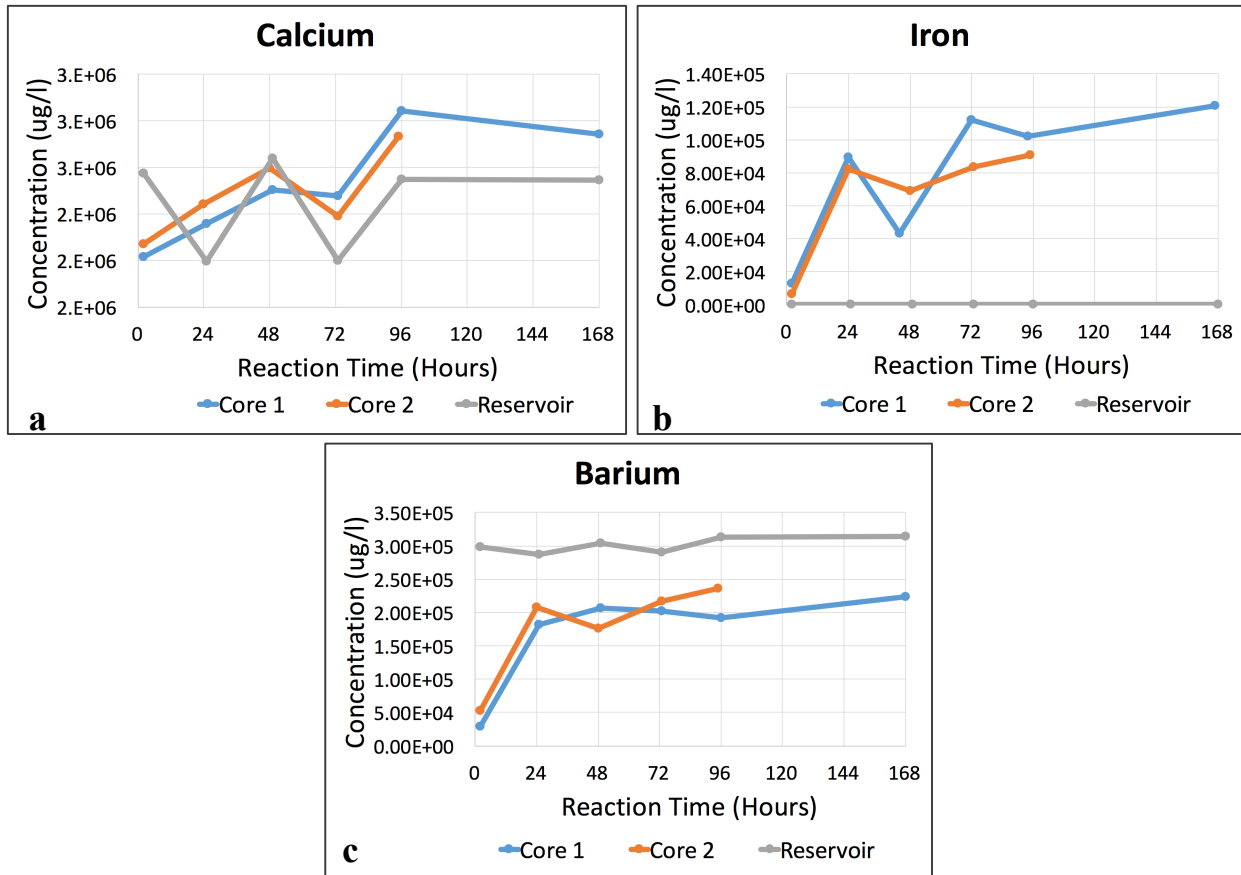 Calcium
Concentration (ug/l)
3.E+06
3.E+06
3.E+06
2.E+06
2.E+06
2.E+06
0 24 48 72 96 120 144 168
Reaction Time (Hours)
Core 1 Core 2 Reservoir
a
Iron
Concentration (ug/l)
1.40E+05
1.20E+05
1.00E+05
8.00E+04
6.00E+04
4.00E+04
2.00E+04
0.00E+00
0 24 48 72 96 120 144 168
Reaction Time (Hours)
Core 1 Core 2 Reservoir
b
Barium
Concentration (ug/l)
3.50E+05
3.00E+05
2.50E+05
2.00E+05
1.50E+05
1.00E+05
5.00E+04
0.00E+00
0 24 48 72 96 120 144 168
Reaction Time (Hours)
Core 1 Core 2 Reservoir
c